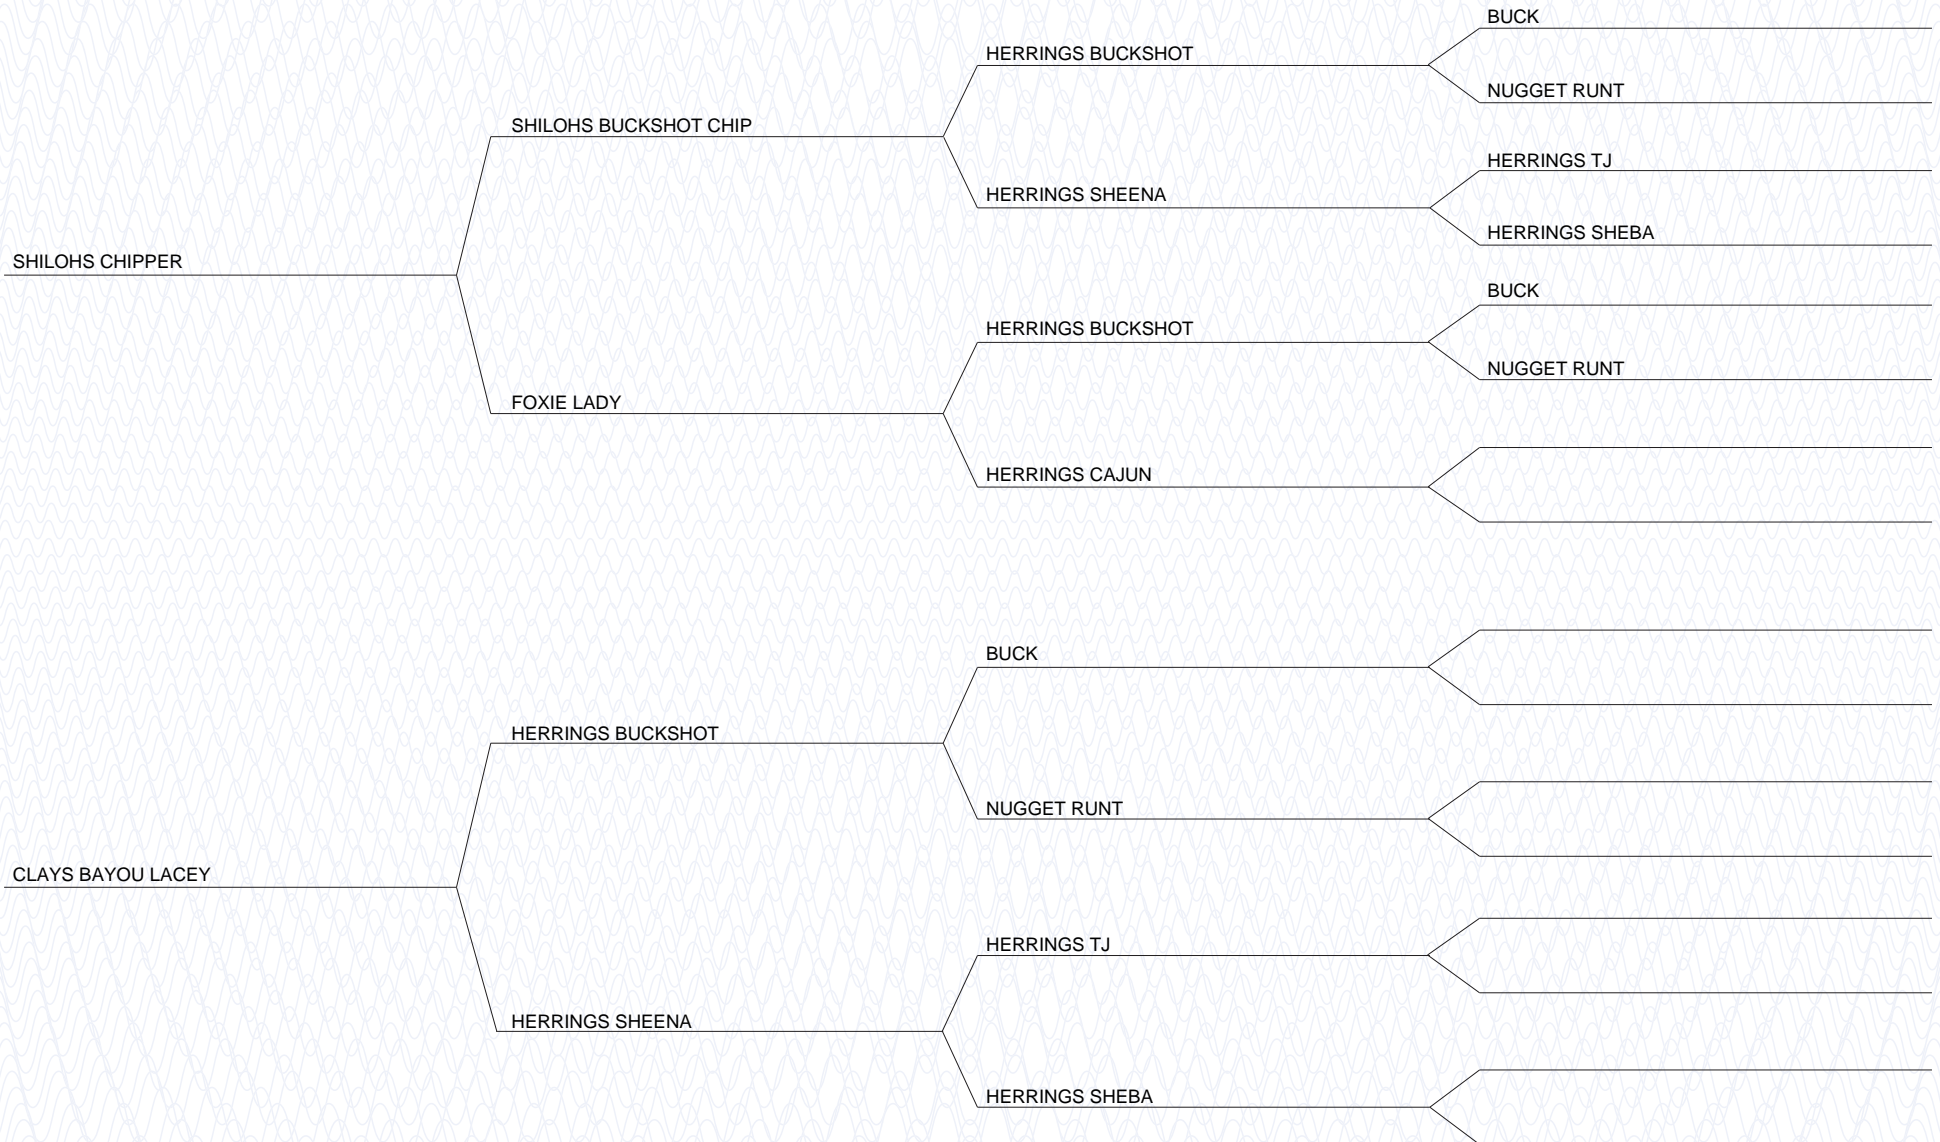 BUCK
HERRINGS BUCKSHOT
NUGGET RUNT
SHILOHS BUCKSHOT CHIP
HERRINGS TJ
HERRINGS SHEENA
HERRINGS SHEBA
SHILOHS CHIPPER
BUCK
HERRINGS BUCKSHOT
NUGGET RUNT
FOXIE LADY
HERRINGS CAJUN
BUCK
HERRINGS BUCKSHOT
NUGGET RUNT
CLAYS BAYOU LACEY
HERRINGS TJ
HERRINGS SHEENA
HERRINGS SHEBA